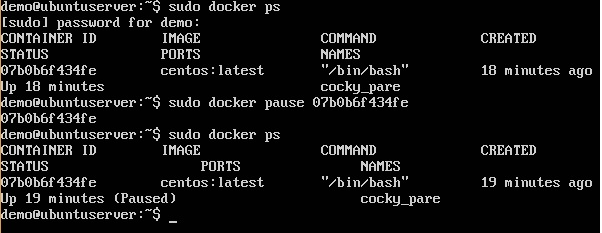 demo@ubuntuserver:~$ sudo docker ps
[sudo] password for demo:
CONTAINER ID        IMAGE               COMMAND             CREATED
STATUS              PORTS               NAMES
07b0b6f434fe        centos:latest       "/bin/bash"         18 minutes ago
Up 18 minutes                           cocky_pare
demo@ubuntuserver:~$ sudo docker pause 07b0b6f434fe
07b0b6f434fe
demo@ubuntuserver:~$ sudo docker ps
CONTAINER ID        IMAGE               COMMAND             CREATED
STATUS                   PORTS               NAMES
07b0b6f434fe        centos:latest       "/bin/bash"         19 minutes ago
Up 19 minutes (Paused)                       cocky_pare
demo@ubuntuserver:~$ _